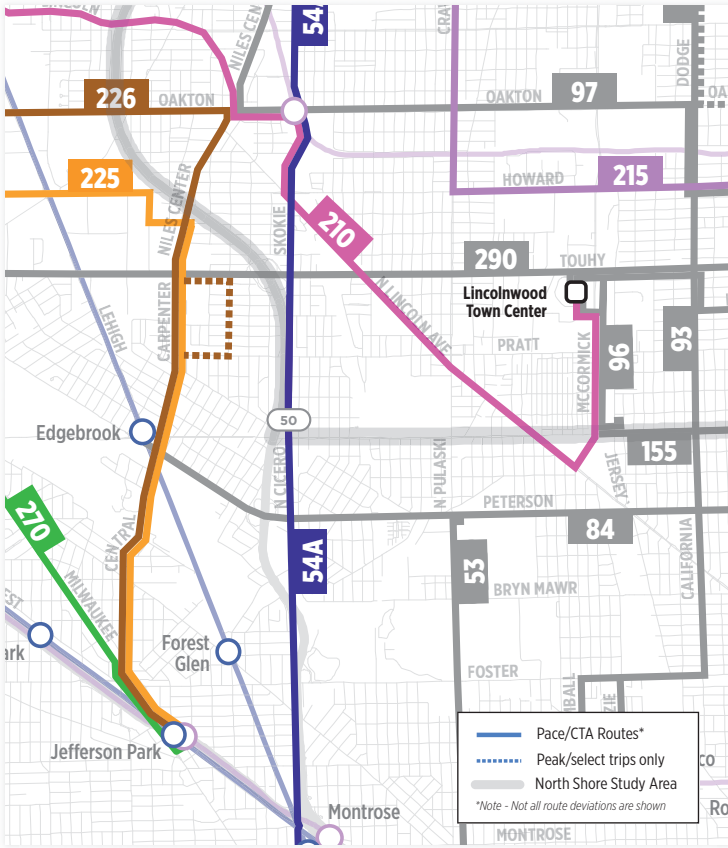 54
226
OAKTON
OAKTON
97
DODGE
225
HOWARD
215
NILES CENTER
SKOKIE
210
290
TOUHY
Lincolnwood
Town Center
N LINCOLN AVE
LEHIGH
CARPENTER
PRATT
MCCORMICK
96
93
50
Edgebrook
155
N CICERO
N PULASKI
JERSEY
PETERSON
84
270
CENTRAL
54A
53
BRYN MAWR
CALIFORNIA
MILWAUKEE
Forest
Glen
FOSTER
Jefferson Park
Pace/CTA Routes*
Peak/select trips only
North Shore Study Area
*Note - Not all route deviations are shown
Montrose
MONTROSE